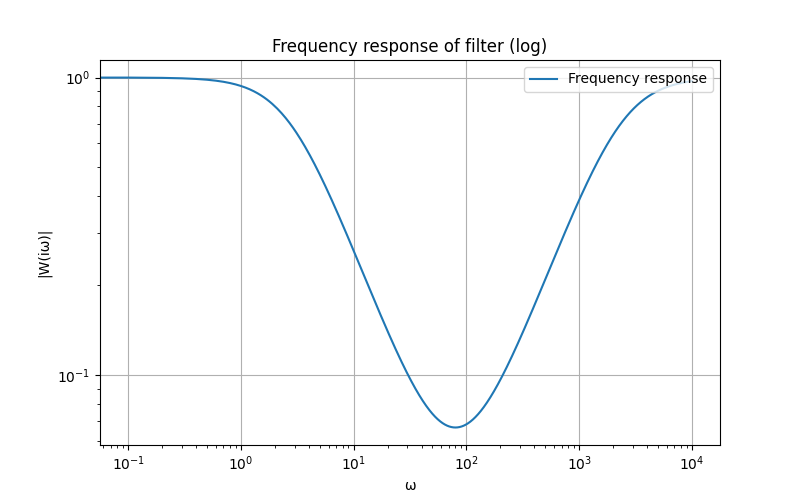 Frequency response of filter (log)
Frequency response
|W(iω)|
10⁰
10⁻¹
10⁻¹ 10⁰ 10¹ 10² 10³ 10⁴
ω